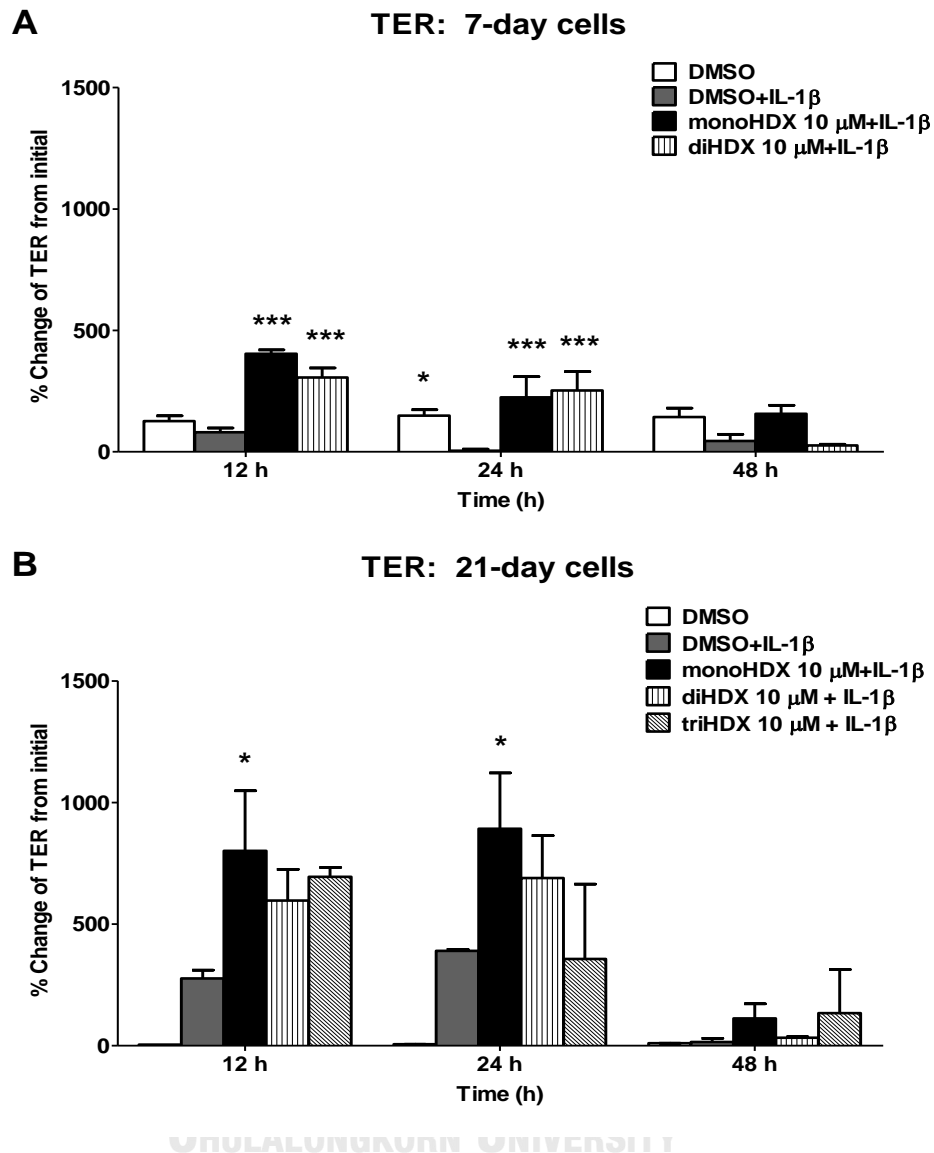 A
TER: 7-day cells
DMSO
DMSO+IL-1β
monoHDX 10 μM+IL-1β
diHDX 10 μM+IL-1β
% Change of TER from initial
1500
1000
500
0
***
***
*
***
***
12 h
24 h
48 h
Time (h)
B
TER: 21-day cells
DMSO
DMSO+IL-1β
monoHDX 10 μM+IL-1β
diHDX 10 μM + IL-1β
triHDX 10 μM + IL-1β
% Change of TER from initial
1500
1000
500
0
*
*
12 h
24 h
48 h
Time (h)
CHULALONGKORN UNIVERSITY